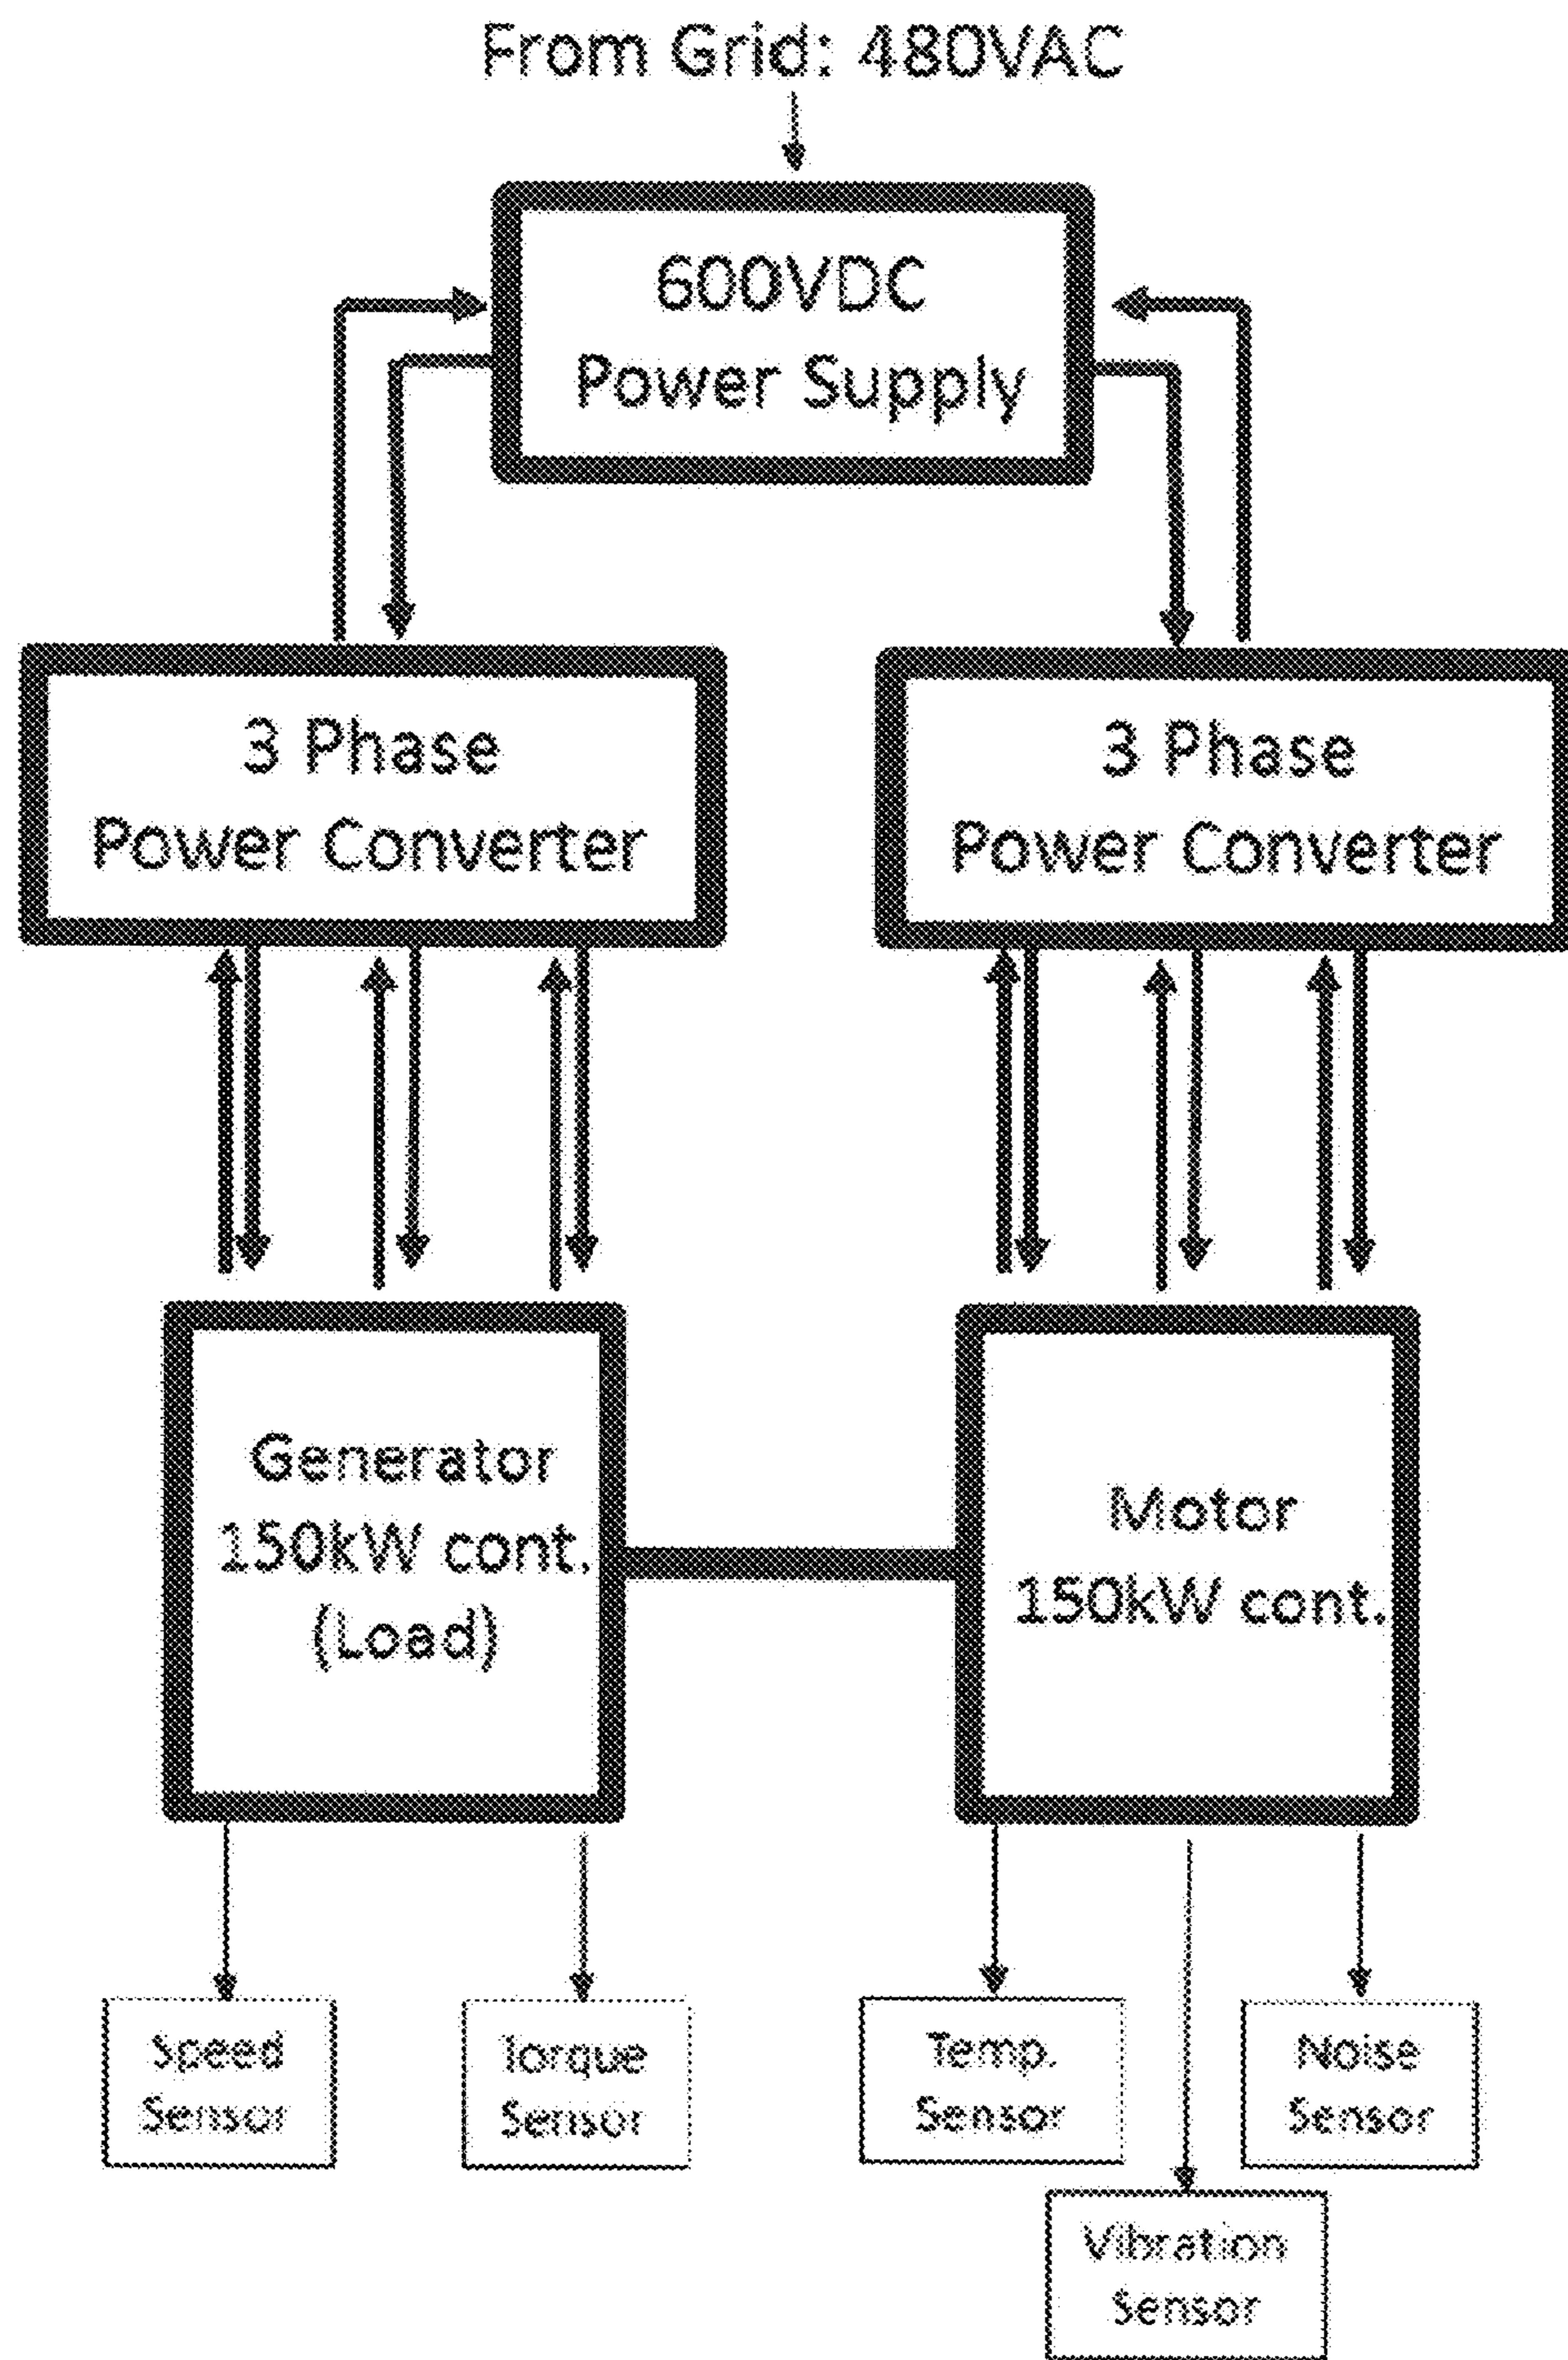 From Grid: 480VAC
600VDC
Power Supply
3 Phase
Power Converter
3 Phase
Power Converter
Generator
150kW cont.
(Load)
Motor
150kW cont.
Speed
Sensor
Torque
Sensor
Temp.
Sensor
Noise
Sensor
Vibration
Sensor